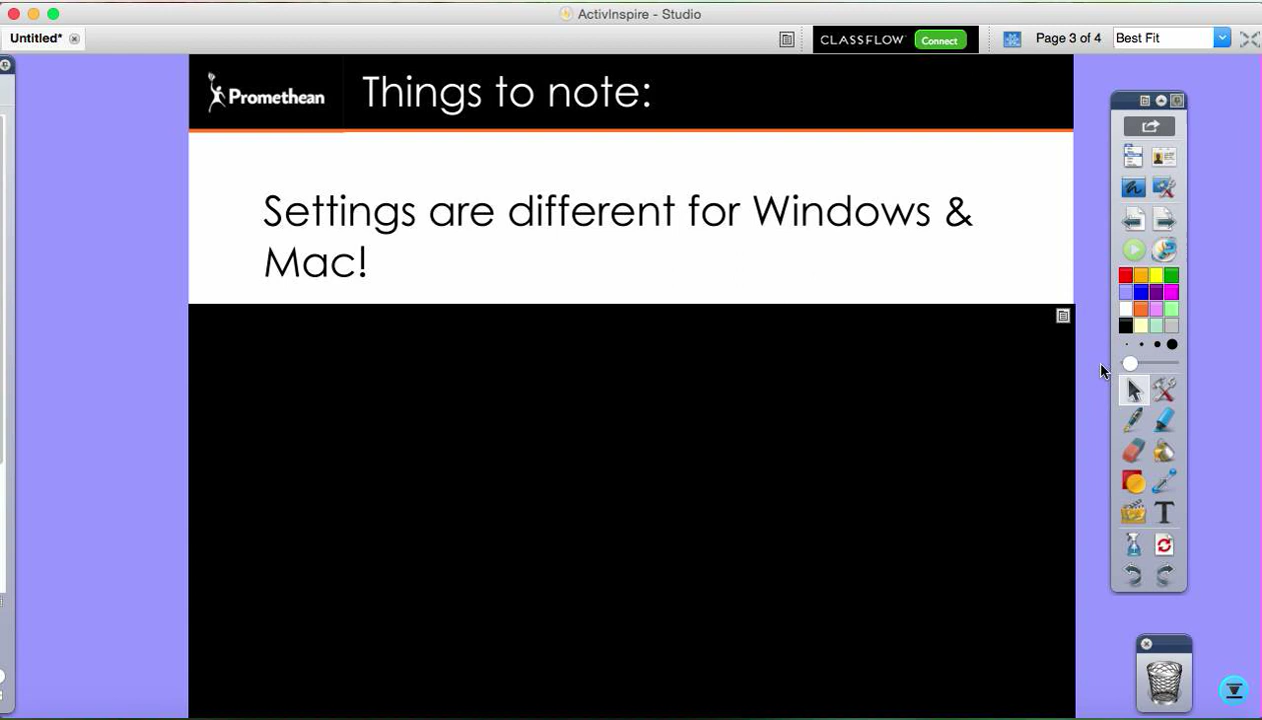 ActivInspire - Studio
Untitled*
CLASSFLOW Connect
Page 3 of 4
Best Fit
Promethean
Things to note:
Settings are different for Windows &
Mac!
T